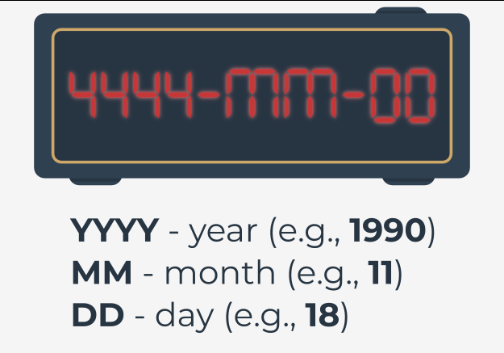 YYYY-MM-DD
YYYY - year (e.g., 1990)
MM - month (e.g., 11)
DD - day (e.g., 18)